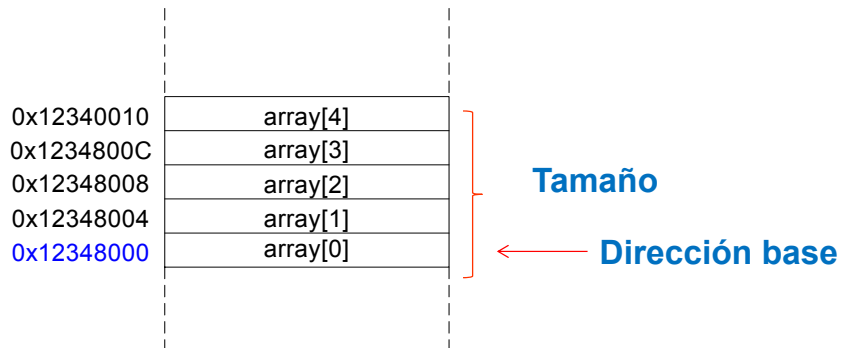 0x12340010 array[4]
0x1234800C array[3]
0x12348008 array[2]
Tamaño
0x12348004 array[1]
0x12348000 array[0]
Dirección base